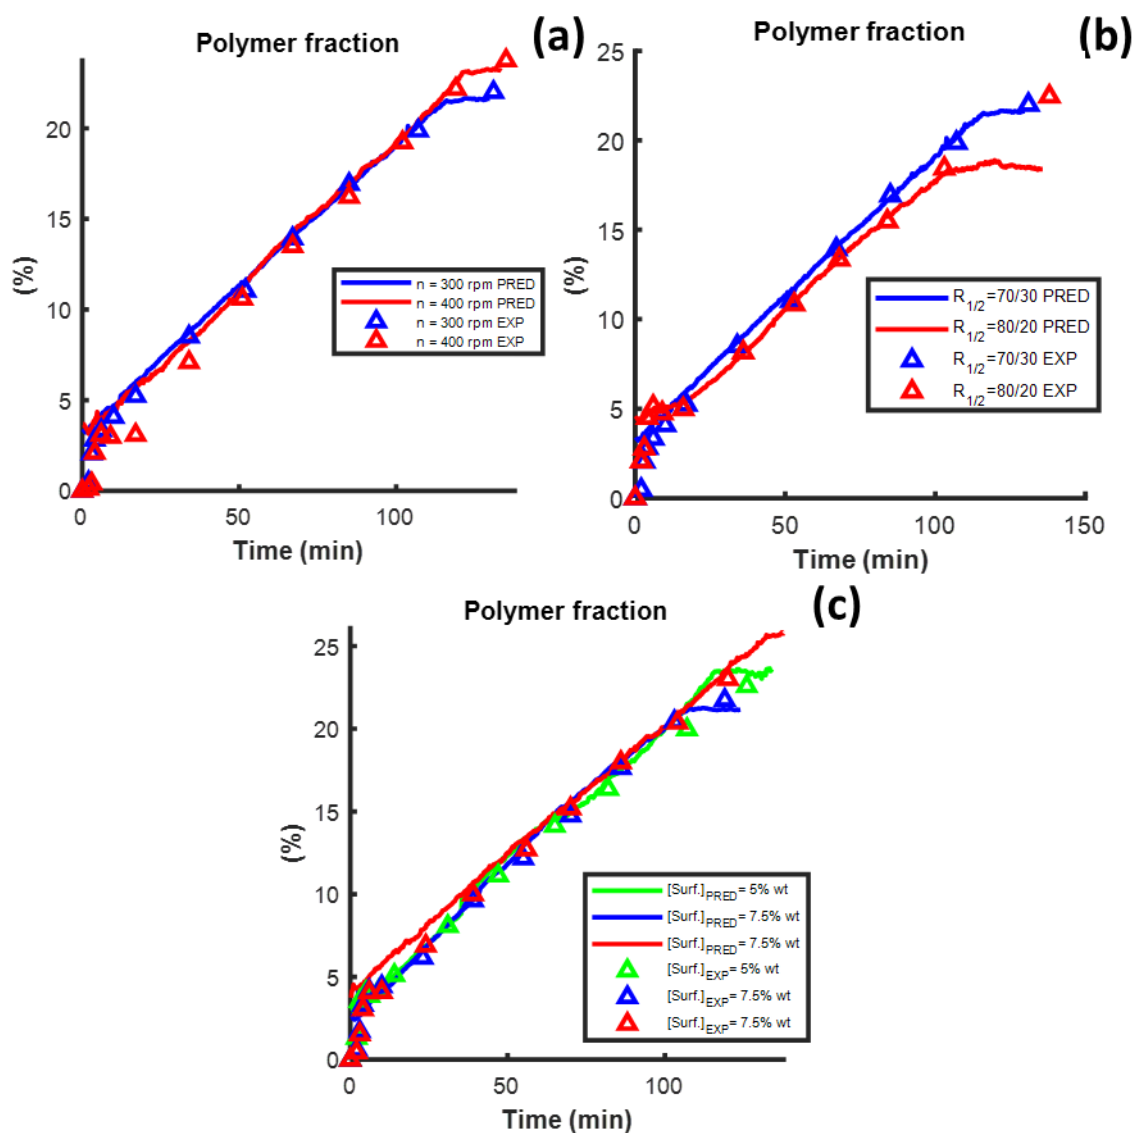 (a)
Polymer fraction
20
15
10
5
0
(%)
n = 300 rpm PRED
n = 400 rpm PRED
n = 300 rpm EXP
n = 400 rpm EXP
0 50 100
Time (min)
(b)
Polymer fraction
25
20
15
10
5
0
(%)
R1/2=70/30 PRED
R1/2=80/20 PRED
R1/2=70/30 EXP
R1/2=80/20 EXP
0 50 100 150
Time (min)
(c)
Polymer fraction
25
20
15
10
5
0
(%)
[Surf.]PRED= 5% wt
[Surf.]PRED= 7.5% wt
[Surf.]PRED= 7.5% wt
[Surf.]EXP= 5% wt
[Surf.]EXP= 7.5% wt
[Surf.]EXP= 7.5% wt
0 50 100
Time (min)